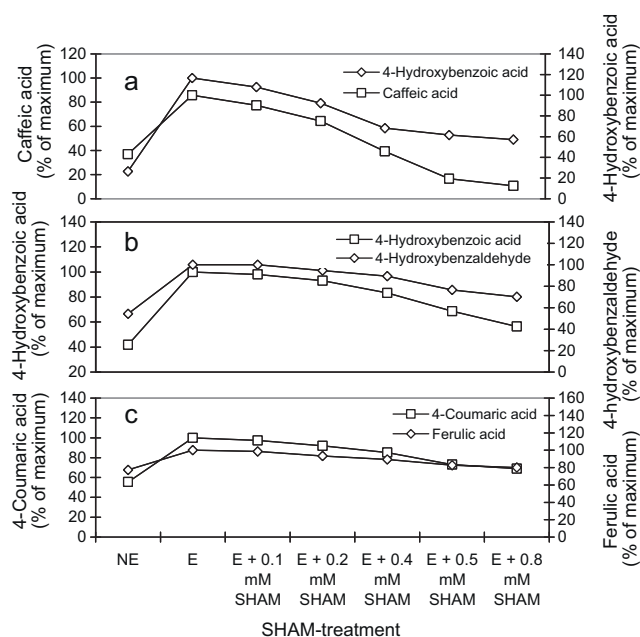 120
100
80
60
40
20
0
Caffeic acid
(% of maximum)
a
4-Hydroxybenzoic acid
Caffeic acid
140
120
100
80
60
40
20
0
4-Hydroxybenzoic acid
(% of maximum)
140
120
100
80
60
40
20
4-Hydroxybenzoic acid
(% of maximum)
b
4-Hydroxybenzoic acid
4-Hydroxybenzaldehyde
140
120
100
80
60
40
20
0
4-hydroxybenzaldehyde
(% of maximum)
140
120
100
80
60
40
20
0
4-Coumaric acid
(% of maximum)
c
4-Coumaric acid
Ferulic acid
160
140
120
100
80
60
40
20
0
Ferulic acid
(% of maximum)
NE
E
E + 0.1
mM
SHAM
E + 0.2
mM
SHAM
E + 0.4
mM
SHAM
E + 0.5
mM
SHAM
E + 0.8
mM
SHAM
SHAM-treatment